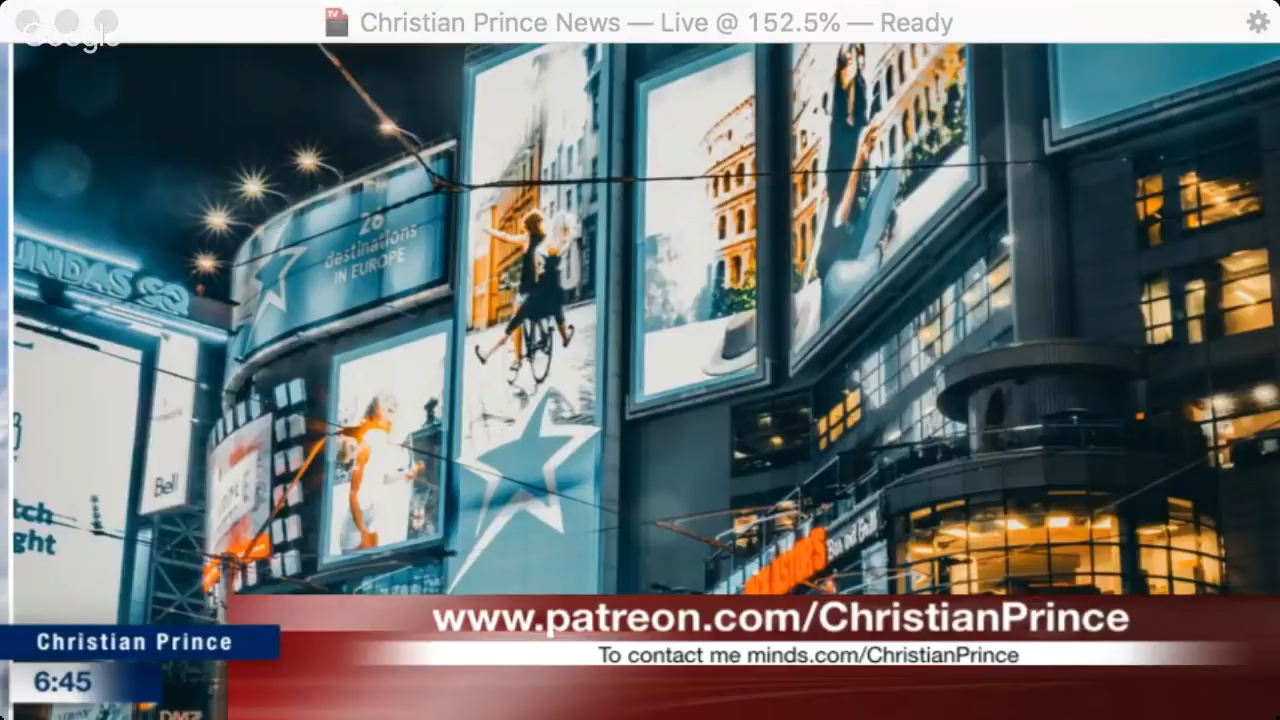 Christian Prince News — Live @ 152.5% — Ready
Google
26
destinations
IN EUROPE
UNDAS SQ
Bell
tch
ght
www.patreon.com/ChristianPrince
To contact me minds.com/ChristianPrince
Christian Prince
6:45